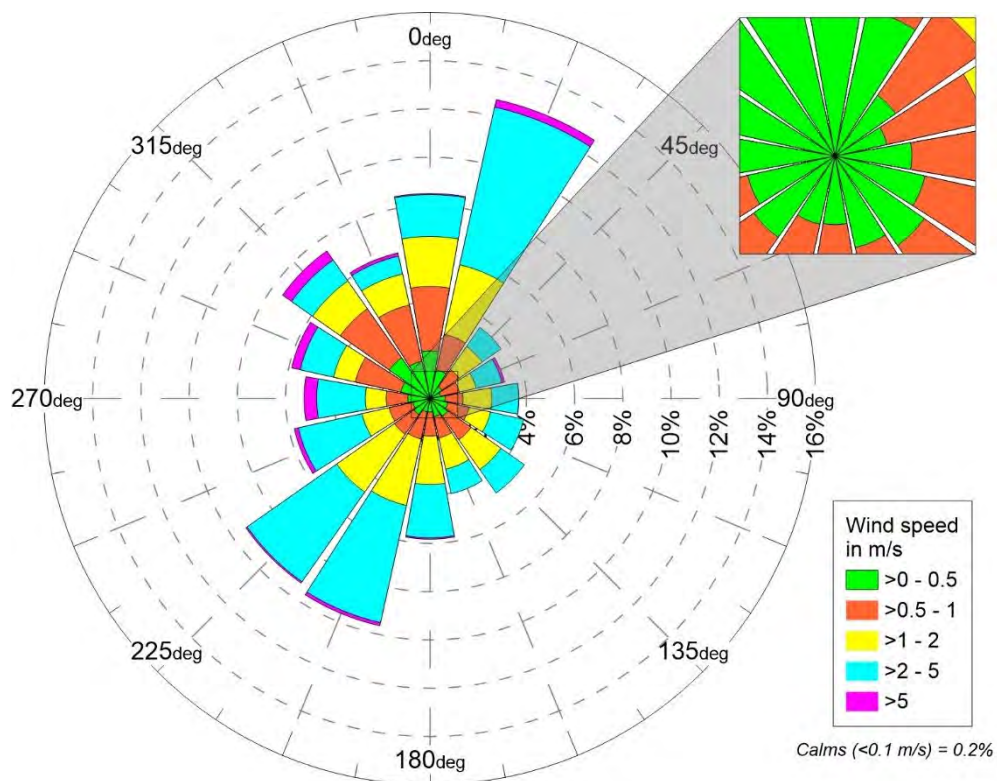 0deg
315deg
45deg
270deg
90deg
4%
6%
8%
10%
12%
14%
16%
225deg
135deg
180deg
Wind speed
in m/s
>0 - 0.5
>0.5 - 1
>1 - 2
>2 - 5
>5
Calms (<0.1 m/s) = 0.2%